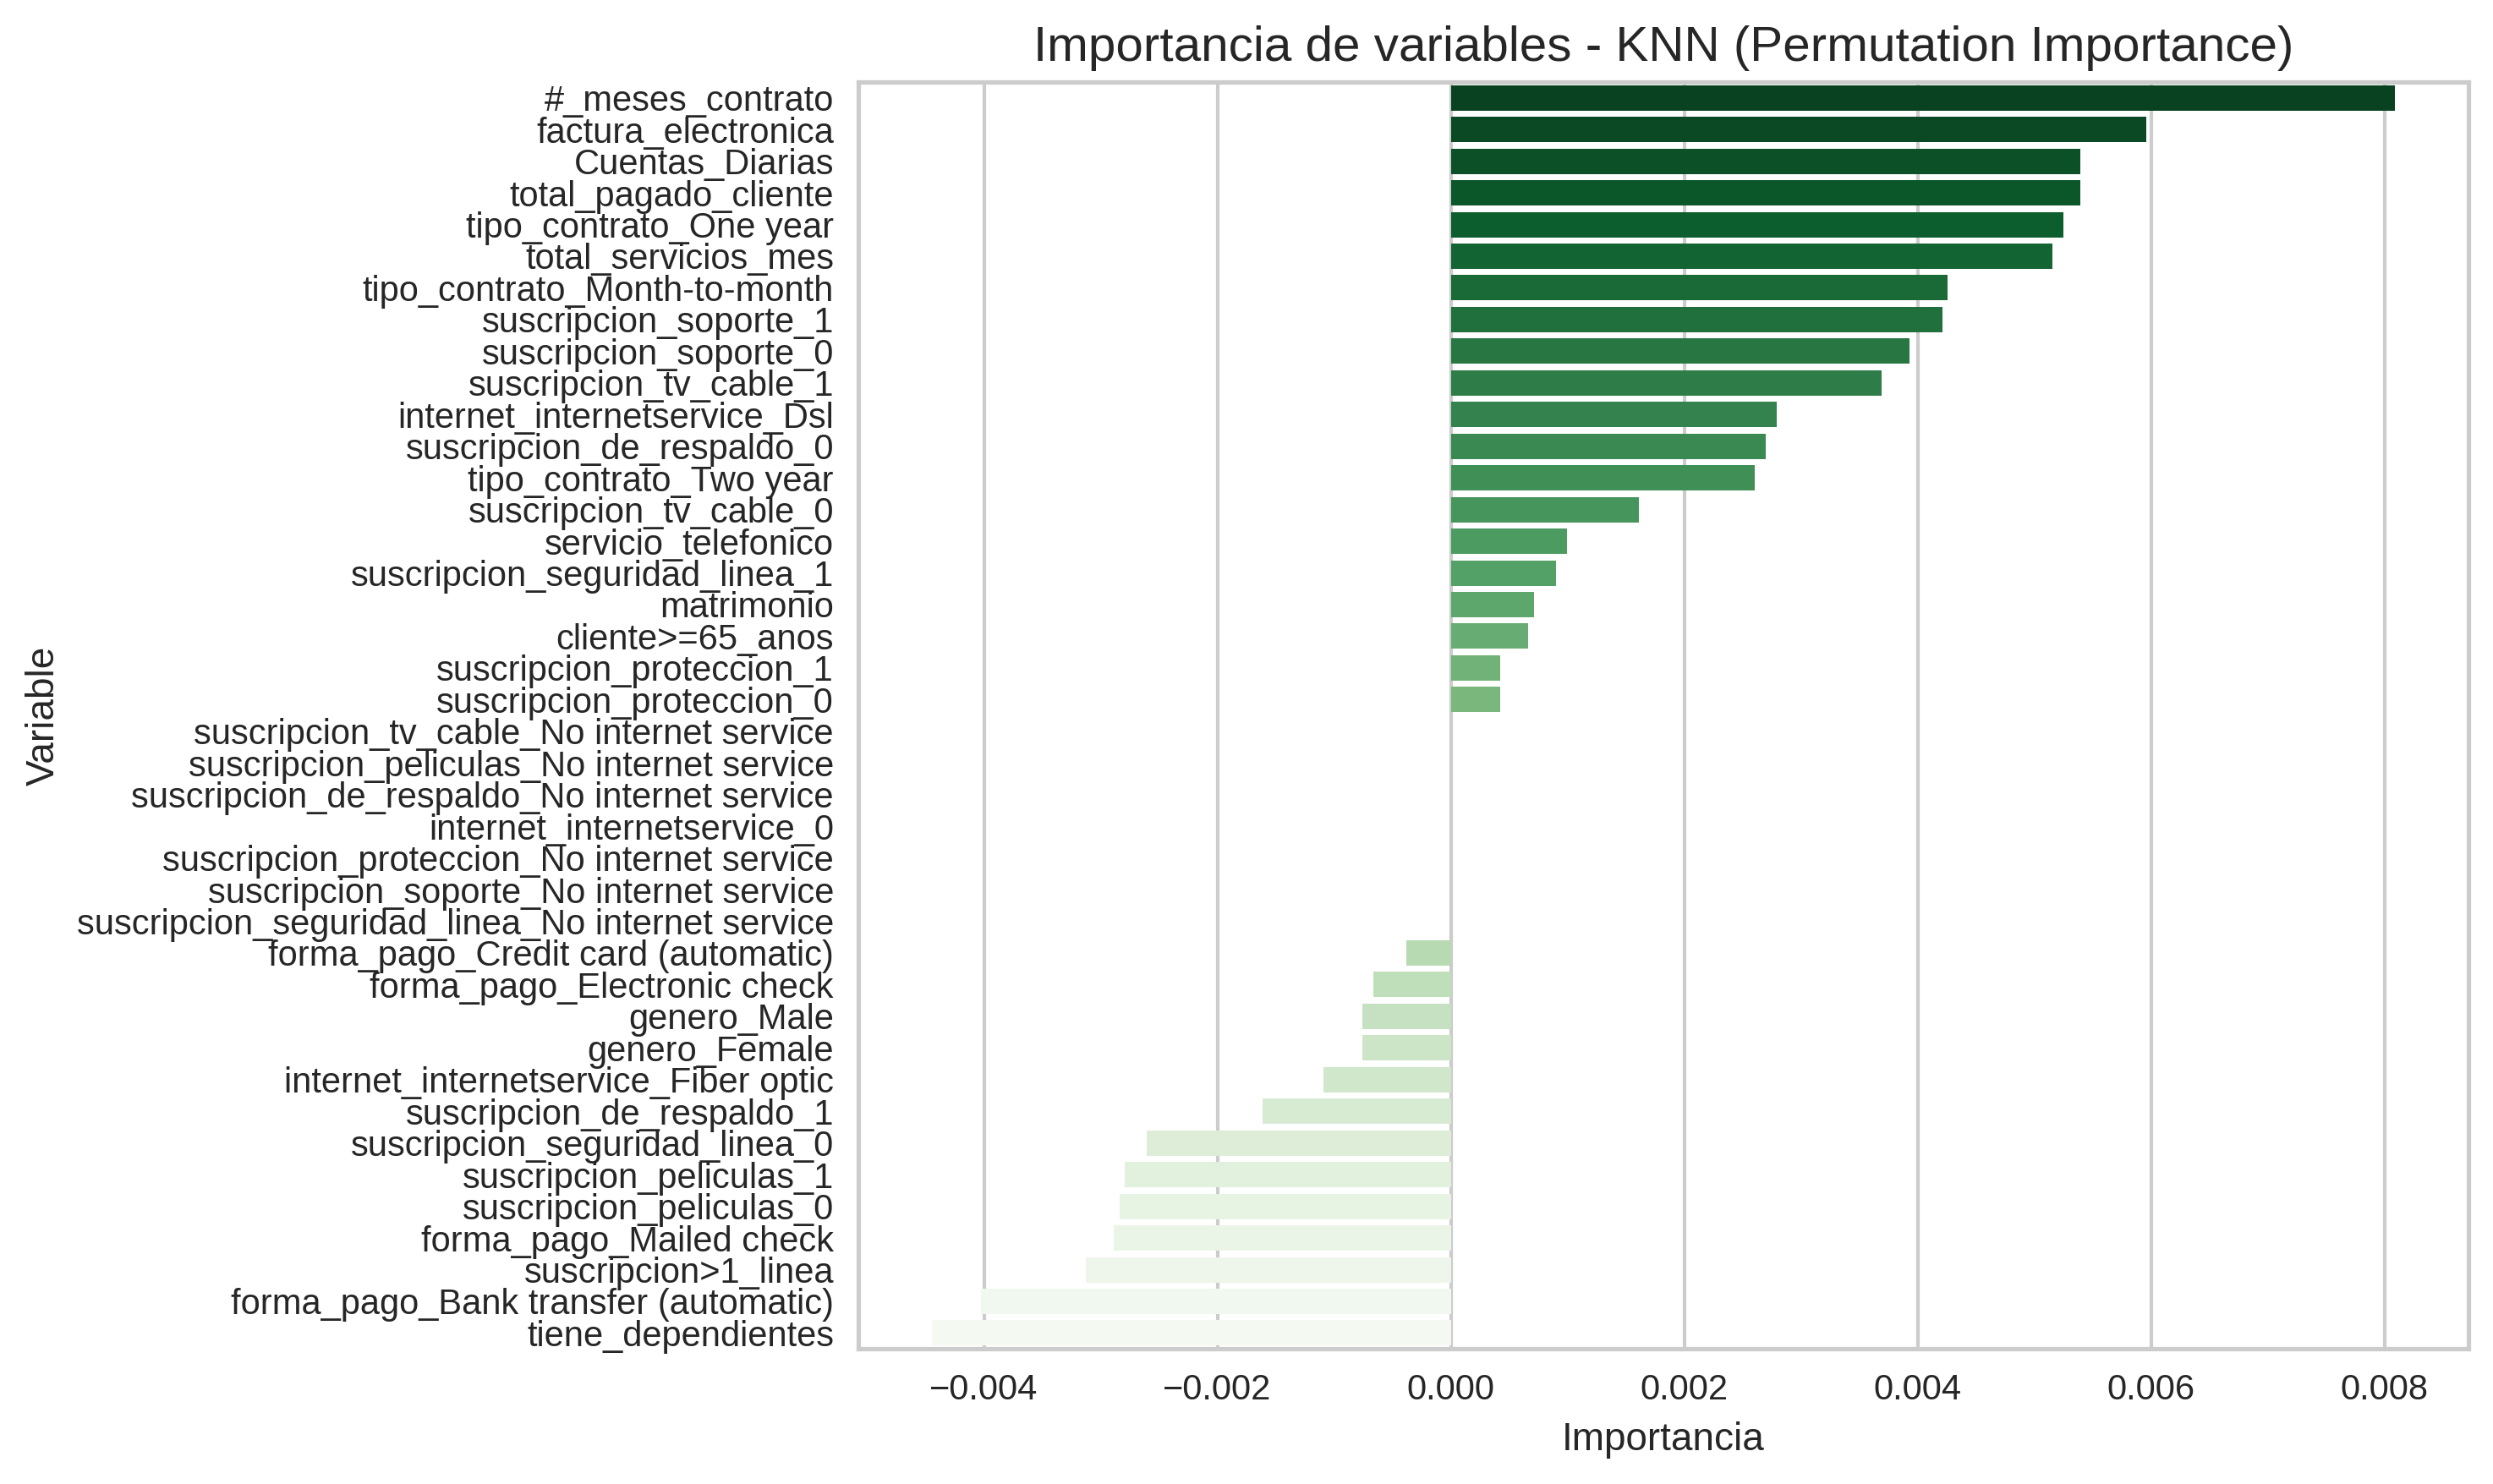 Importancia de variables - KNN (Permutation Importance)
#_meses_contrato
factura_electronica
Cuentas_Diarias
total_pagado_cliente
tipo_contrato_One year
total_servicios_mes
tipo_contrato_Month-to-month
suscripcion_soporte_1
suscripcion_soporte_0
suscripcion_tv_cable_1
internet_internetservice_Dsl
suscripcion_de_respaldo_0
tipo_contrato_Two year
suscripcion_tv_cable_0
servicio_telefonico
suscripcion_seguridad_linea_1
matrimonio
cliente>=65_anos
suscripcion_proteccion_1
suscripcion_proteccion_0
suscripcion_tv_cable_No internet service
suscripcion_peliculas_No internet service
suscripcion_de_respaldo_No internet service
internet_internetservice_0
suscripcion_proteccion_No internet service
suscripcion_soporte_No internet service
suscripcion_seguridad_linea_No internet service
forma_pago_Credit card (automatic)
forma_pago_Electronic check
genero_Male
genero_Female
internet_internetservice_Fiber optic
suscripcion_de_respaldo_1
suscripcion_seguridad_linea_0
suscripcion_peliculas_1
suscripcion_peliculas_0
forma_pago_Mailed check
suscripcion>1_linea
forma_pago_Bank transfer (automatic)
tiene_dependientes
Variable
−0.004 −0.002 0.000 0.002 0.004 0.006 0.008
Importancia